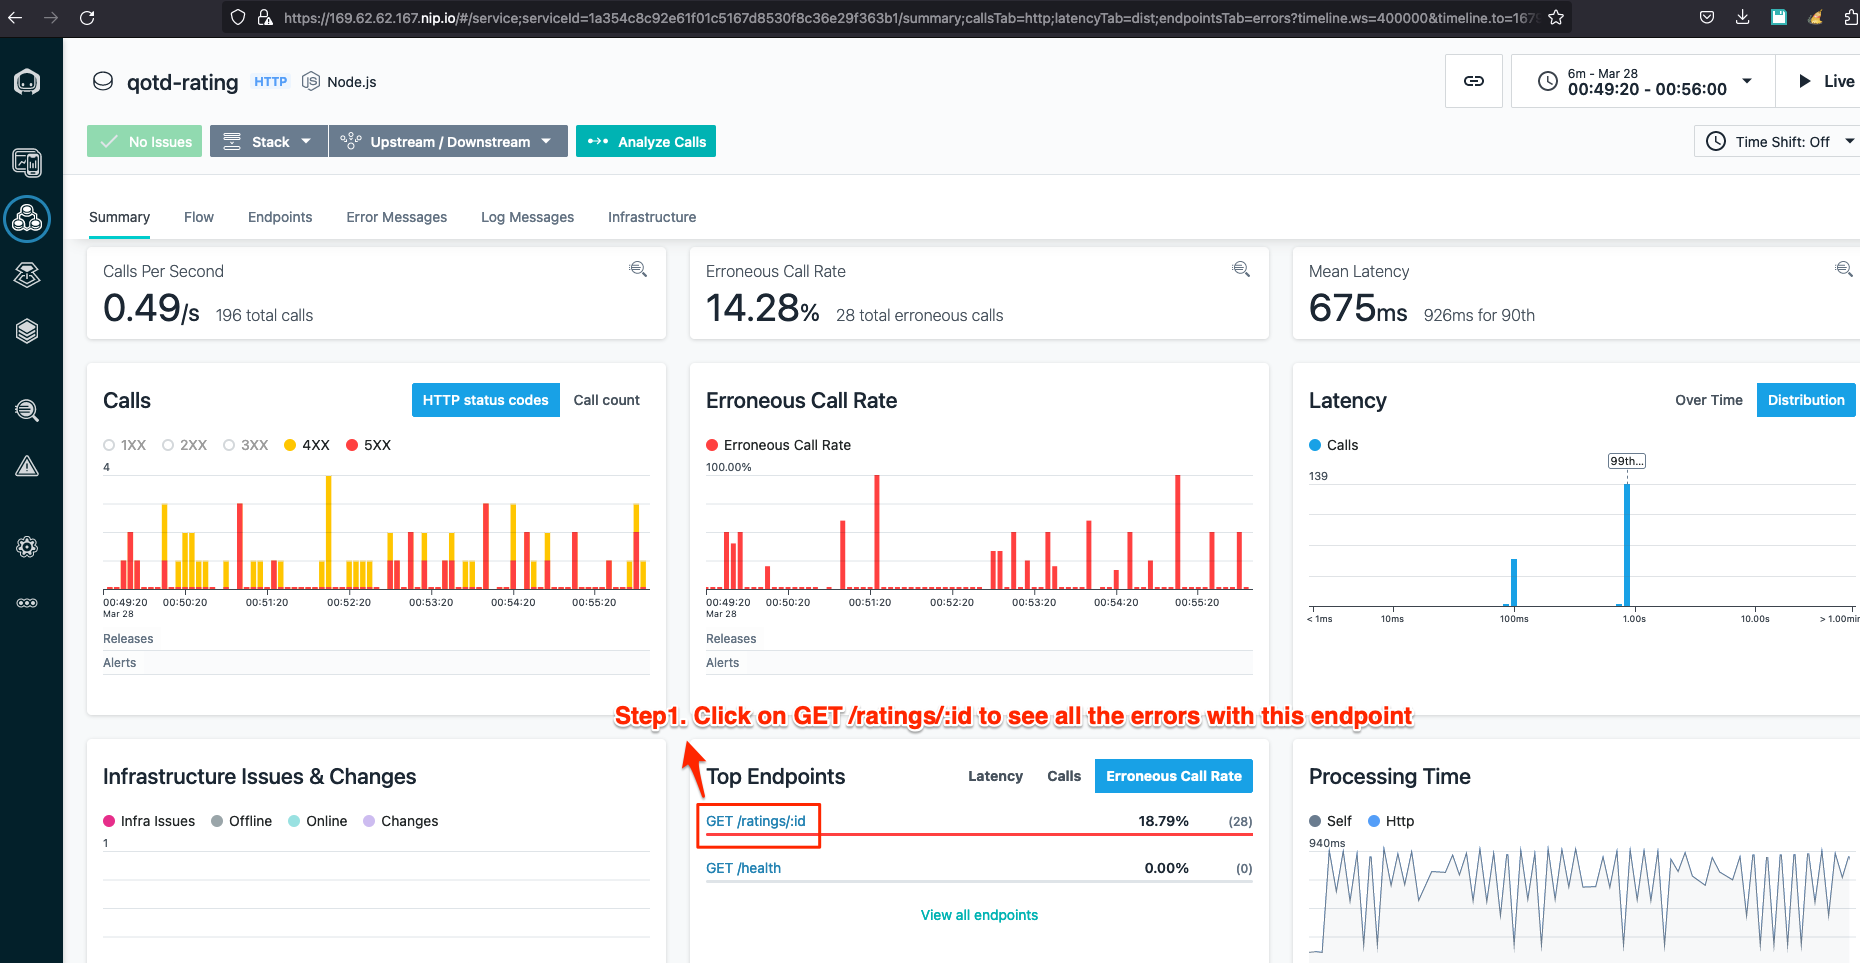 https://169.62.62.167.nip.io/#/service;serviceId=1a354c8c92e61f01c5167d8530f8c36e29f363b1/summary;callsTab=http;latencyTab=dist;endpointsTab=errors?timeline.ws=400000&timeline.to=167
qotd-rating HTTP Node.js
6m - Mar 28
00:49:20 - 00:56:00
Live
No Issues
Stack
Upstream / Downstream
Analyze Calls
Time Shift: Off
Summary Flow Endpoints Error Messages Log Messages Infrastructure
Calls Per Second
0.49/s 196 total calls
Erroneous Call Rate
14.28% 28 total erroneous calls
Mean Latency
675ms 926ms for 90th
Calls
HTTP status codes Call count
1XX 2XX 3XX 4XX 5XX
4
00:49:20 00:50:20 00:51:20 00:52:20 00:53:20 00:54:20 00:55:20
Mar 28
Releases
Alerts
Erroneous Call Rate
Erroneous Call Rate
100.00%
00:49:20 00:50:20 00:51:20 00:52:20 00:53:20 00:54:20 00:55:20
Mar 28
Releases
Alerts
Latency
Over Time Distribution
Calls
99th...
139
< 1ms 10ms 100ms 1.00s 10.00s > 1.00min
Step1. Click on GET /ratings/:id to see all the errors with this endpoint
Infrastructure Issues & Changes
Infra Issues Offline Online Changes
1
Top Endpoints
Latency Calls Erroneous Call Rate
GET /ratings/:id 18.79% (28)
GET /health 0.00% (0)
View all endpoints
Processing Time
Self Http
940ms